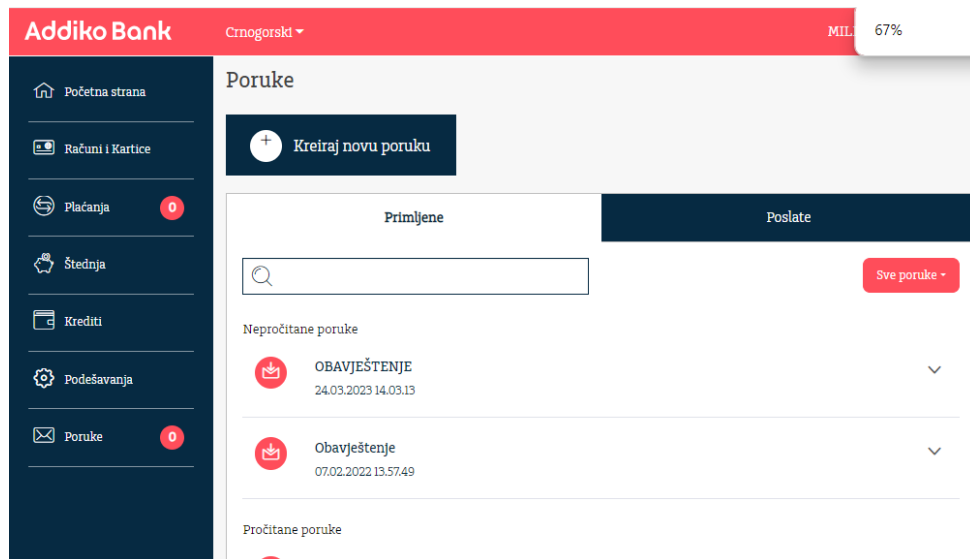 Addiko Bank
Crnogorski
67%
Početna strana
Računi i Kartice
Plaćanja 0
Štednja
Krediti
Podešavanja
Poruke 0
Poruke
+ Kreiraj novu poruku
Primljene
Poslate
Sve poruke
Nepročitane poruke
OBAVJEŠTENJE
24.03.2023 14.03.13
Obavještenje
07.02.2022 13.57.49
Pročitane poruke